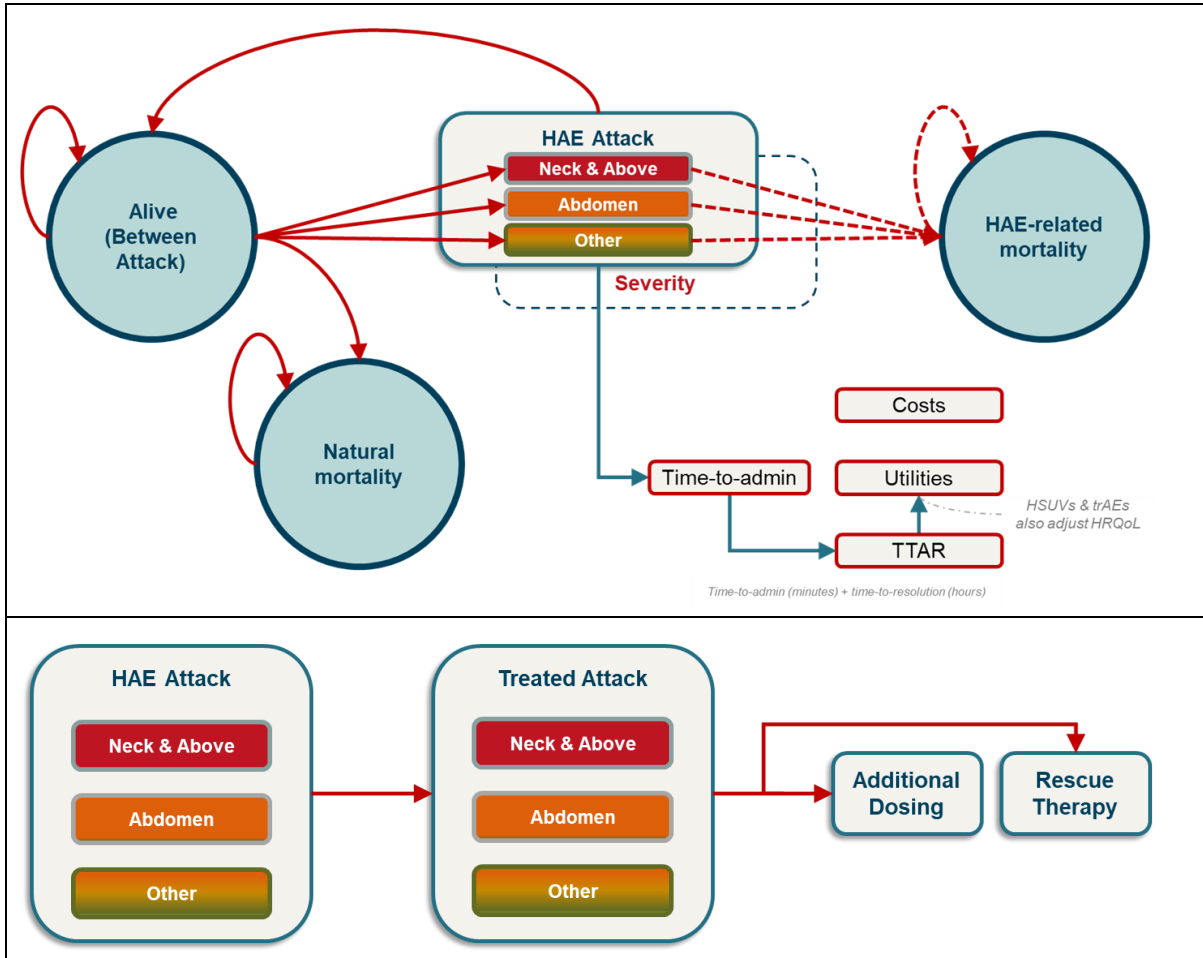 HAE Attack
Neck & Above
Abdomen
Other
Severity
Alive
(Between
Attack)
HAE-related
mortality
Natural
mortality
Costs
Time-to-admin
Utilities
HSUVs & trAEs
also adjust HRQoL
TTAR
Time-to-admin (minutes) + time-to-resolution (hours)
HAE Attack
Neck & Above
Abdomen
Other
Treated Attack
Neck & Above
Abdomen
Other
Additional
Dosing
Rescue
Therapy